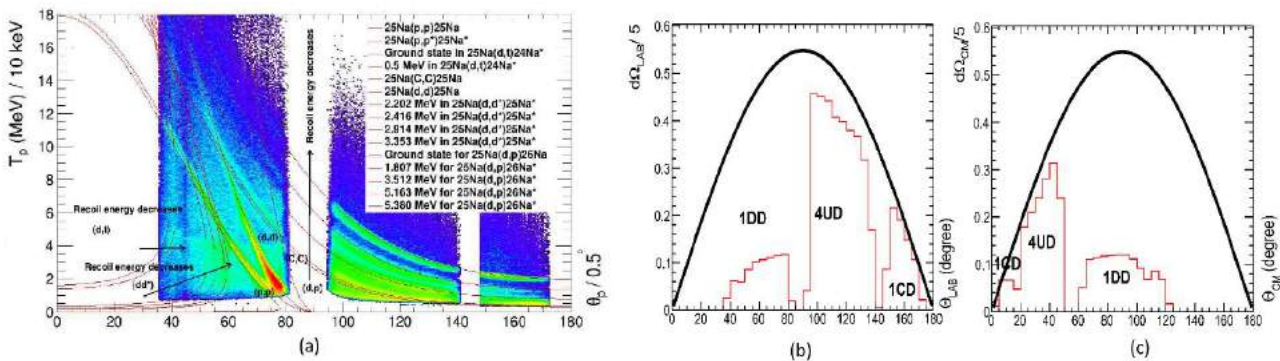 T_p (MeV) / 10 keV
18
16
14
12
10
8
6
4
2
0
0 20 40 60 80 100 120 140 160 180
θ_p / 0.5°
25Na(p,p)25Na
25Na(p,p*)25Na*
Ground state in 25Na(d,t)24Na*
0.5 MeV in 25Na(d,t)24Na*
25Na(C,C)25Na
25Na(d,d)25Na
2.202 MeV in 25Na(d,d*)25Na*
2.416 MeV in 25Na(d,d*)25Na*
2.914 MeV in 25Na(d,d*)25Na*
3.353 MeV in 25Na(d,d*)25Na*
Ground state for 25Na(d,p)26Na
1.807 MeV for 25Na(d,p)26Na*
3.512 MeV for 25Na(d,p)26Na*
5.163 MeV for 25Na(d,p)26Na*
5.380 MeV for 25Na(d,p)26Na*
Recoil energy decreases
Recoil energy decreases
(d,t)
Recoil energy decreases
(dd*)
(d,d)
(C,C)
(p,p)
(d,p)
(a)
dΩ_LAB/ 5
0.6
0.5
0.4
0.3
0.2
0.1
0
0 20 40 60 80 100 120 140 160 180
Θ_LAB (degree)
1DD
4UD
1CD
(b)
dΩ_CM/5
0.6
0.5
0.4
0.3
0.2
0.1
0
0 20 40 60 80 100 120 140 160 180
Θ_CM (degree)
1CD
4UD
1DD
(c)